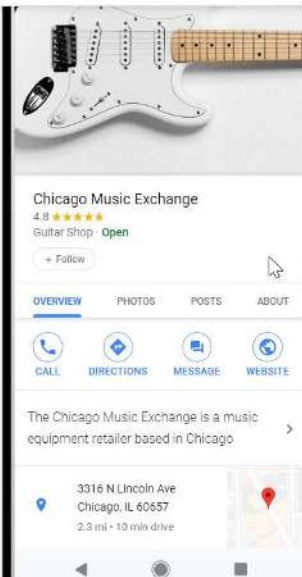 Chicago Music Exchange
4.8
Guitar Shop · Open
+ Follow
OVERVIEW PHOTOS POSTS ABOUT
CALL DIRECTIONS MESSAGE WEBSITE
The Chicago Music Exchange is a music
equipment retailer based in Chicago
3316 N Lincoln Ave
Chicago, IL 60657
2.3 mi • 10 min drive